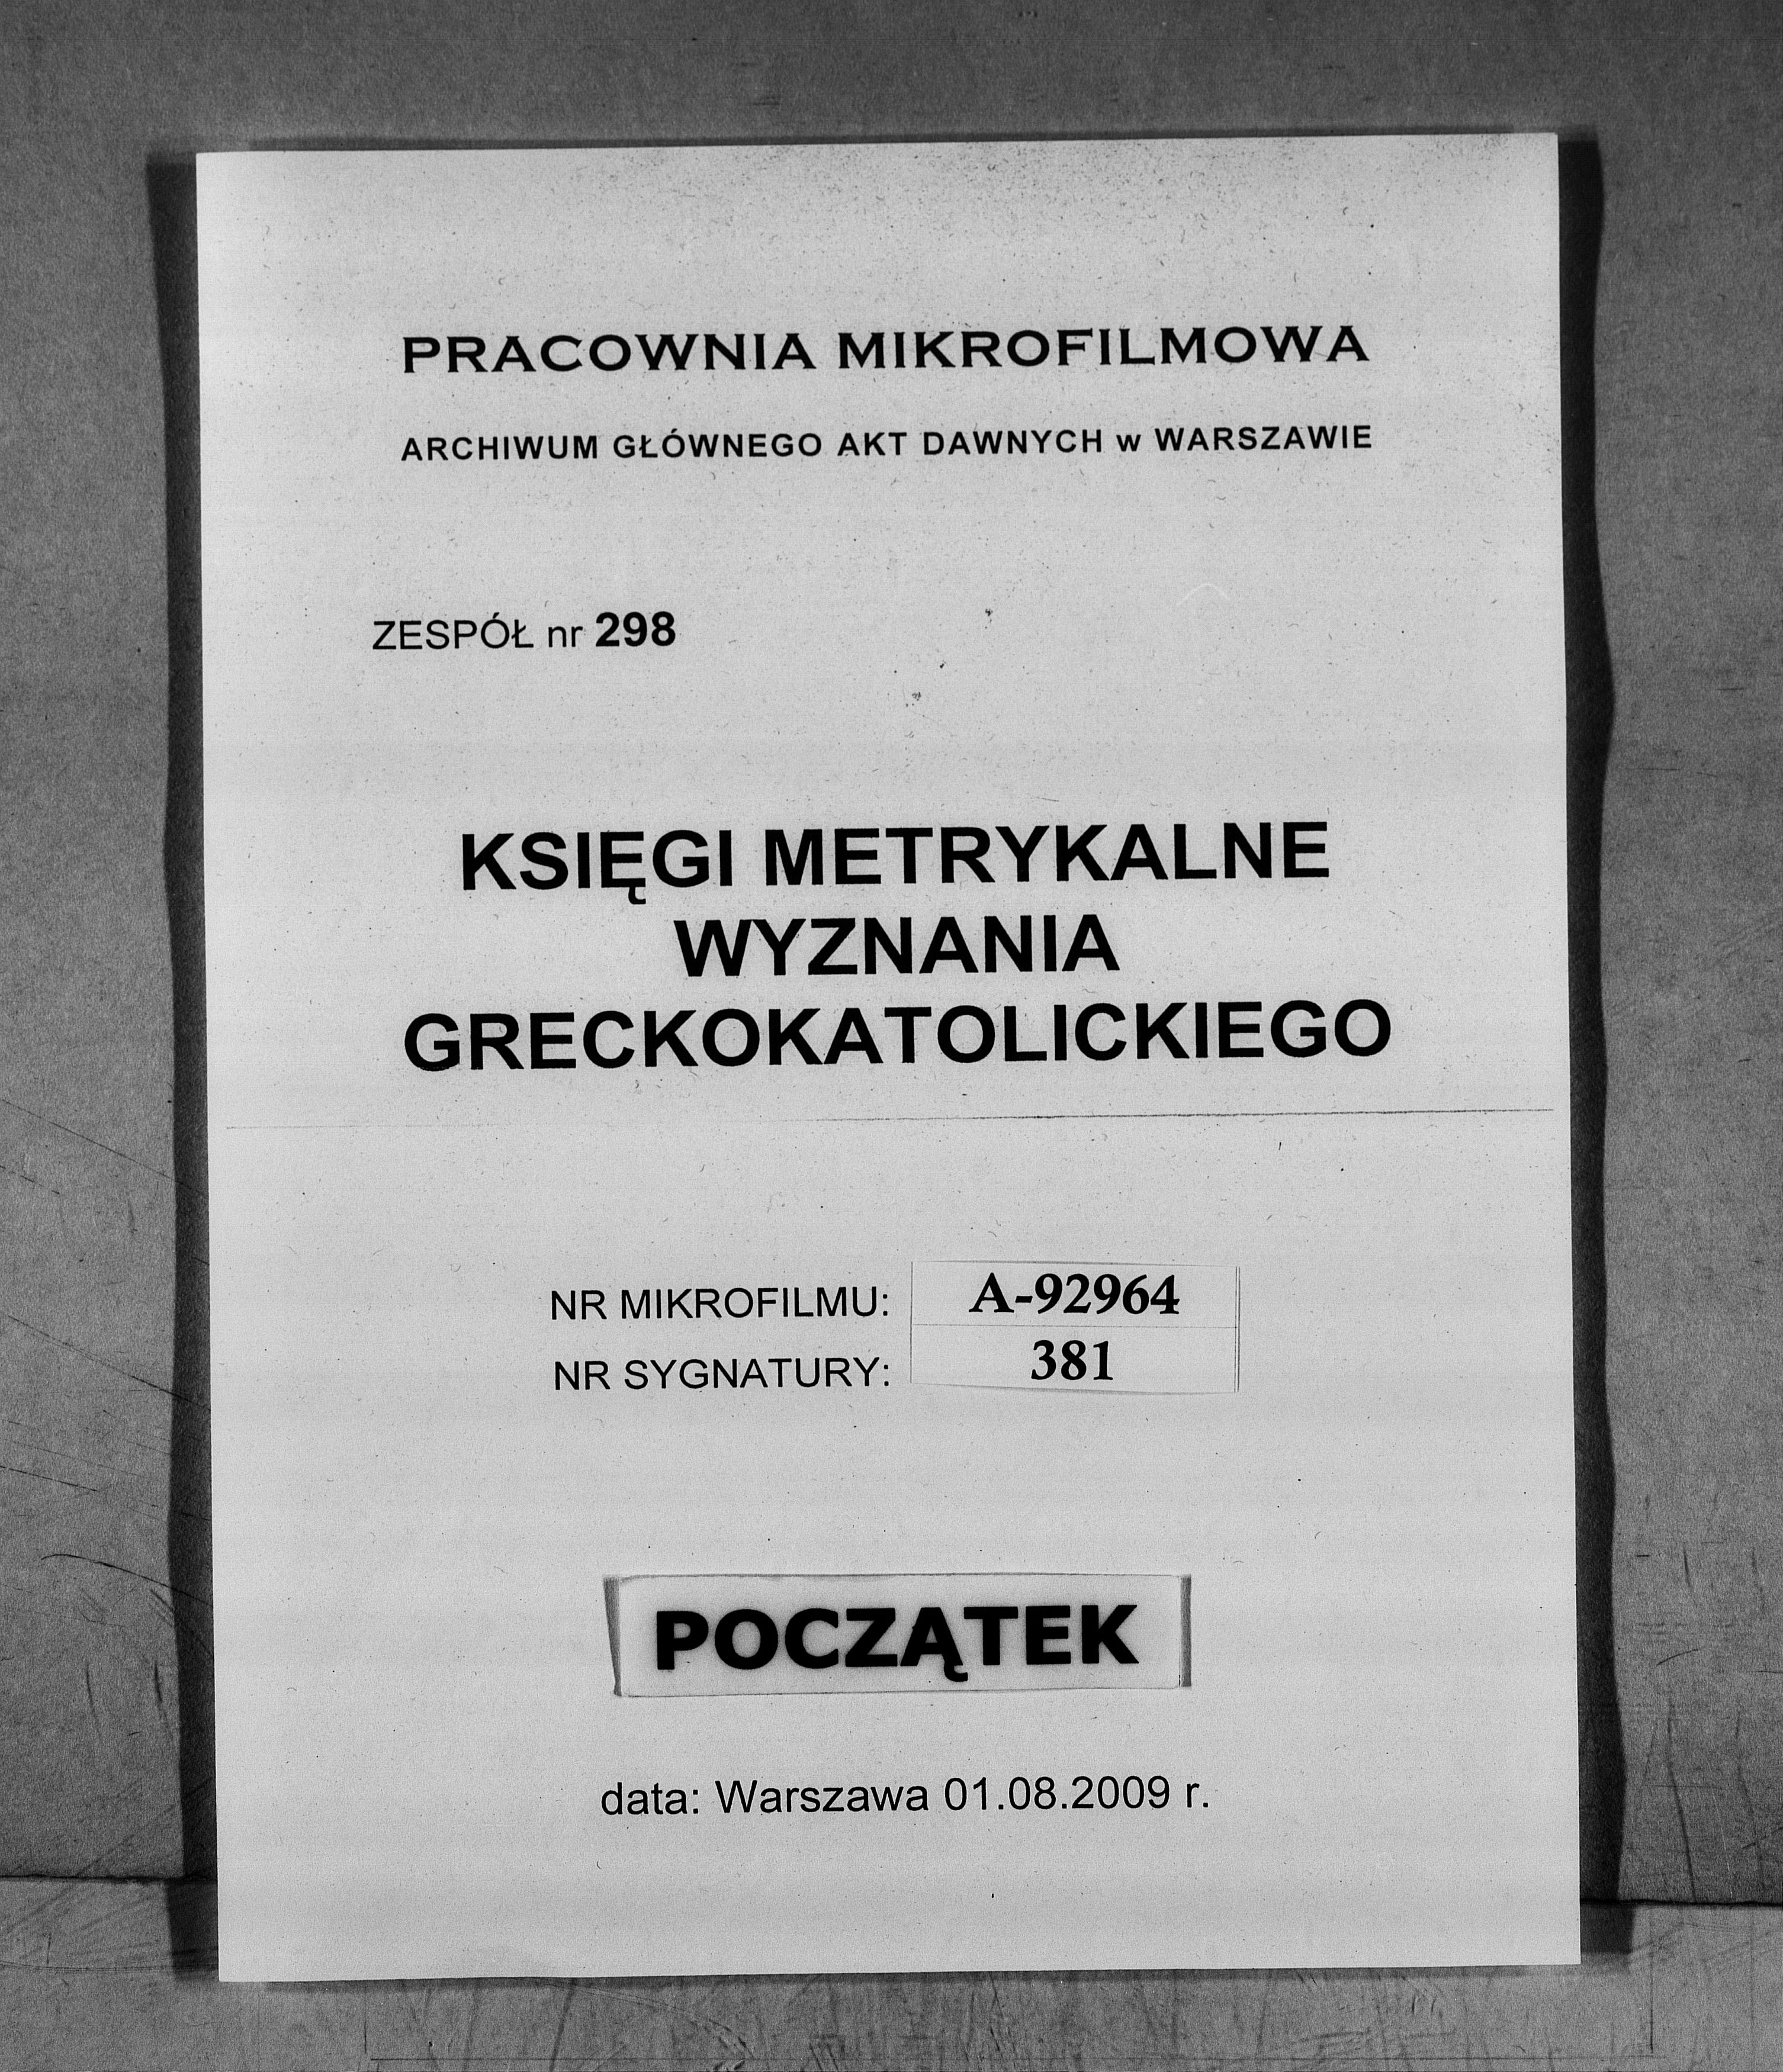 PRACOWNIA MIKROFILMOWA
ARCHIWUM GŁÓWNEGO AKT DAWNYCH w WARSZAWIE
ZESPÓŁ nr 298
KSIĘGI METRYKALNE
WYZNANIA
GRECKOKATOLICKIEGO
NR MIKROFILMU: A-92964
NR SYGNATURY: 381
POCZĄTEK
data: Warszawa 01.08.2009 r.